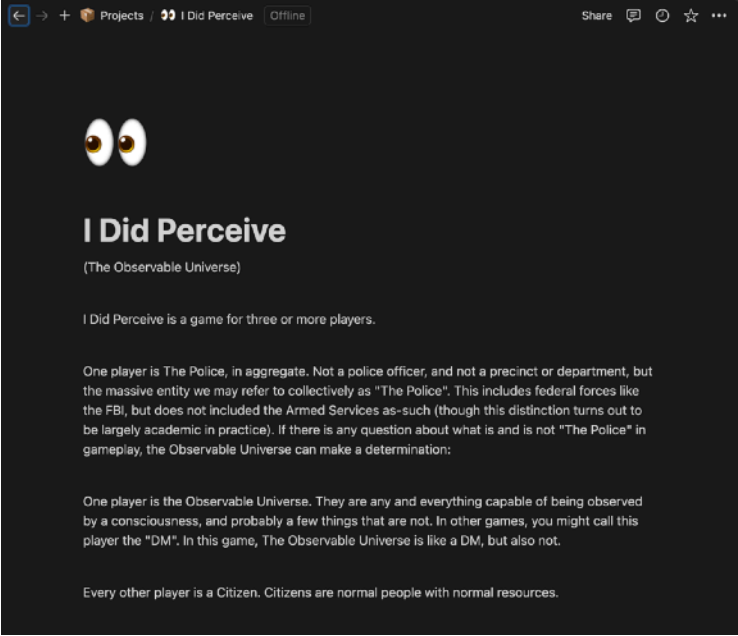 Projects / I Did Perceive Offline Share
I Did Perceive
(The Observable Universe)
I Did Perceive is a game for three or more players.
One player is The Police, in aggregate. Not a police officer, and not a precinct or department, but
the massive entity we may refer to collectively as "The Police". This includes federal forces like
the FBI, but does not included the Armed Services as-such (though this distinction turns out to
be largely academic in practice). If there is any question about what is and is not "The Police" in
gameplay, the Observable Universe can make a determination:
One player is the Observable Universe. They are any and everything capable of being observed
by a consciousness, and probably a few things that are not. In other games, you might call this
player the "DM". In this game, The Observable Universe is like a DM, but also not.
Every other player is a Citizen. Citizens are normal people with normal resources.